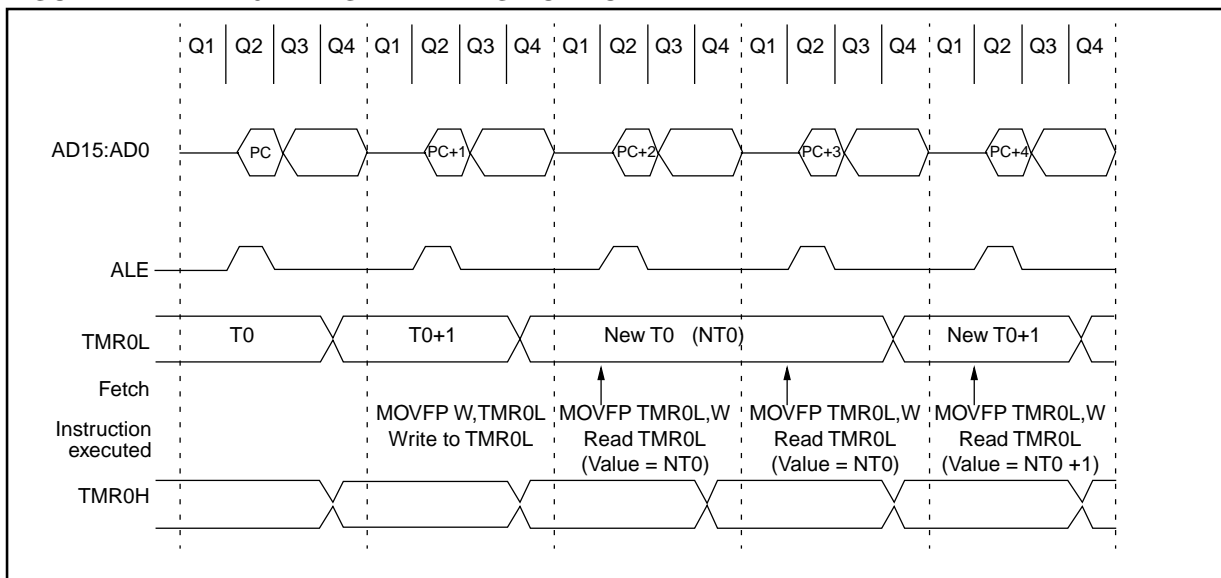 Q1 Q2 Q3 Q4 Q1 Q2 Q3 Q4 Q1 Q2 Q3 Q4 Q1 Q2 Q3 Q4 Q1 Q2 Q3 Q4
AD15:AD0 PC PC+1 PC+2 PC+3 PC+4
ALE
TMR0L T0 T0+1 New T0 (NT0) New T0+1
Fetch
Instruction executed
MOVFP W,TMR0L
Write to TMR0L
MOVFP TMR0L,W
Read TMR0L
(Value = NT0)
MOVFP TMR0L,W
Read TMR0L
(Value = NT0)
MOVFP TMR0L,W
Read TMR0L
(Value = NT0 +1)
TMR0H